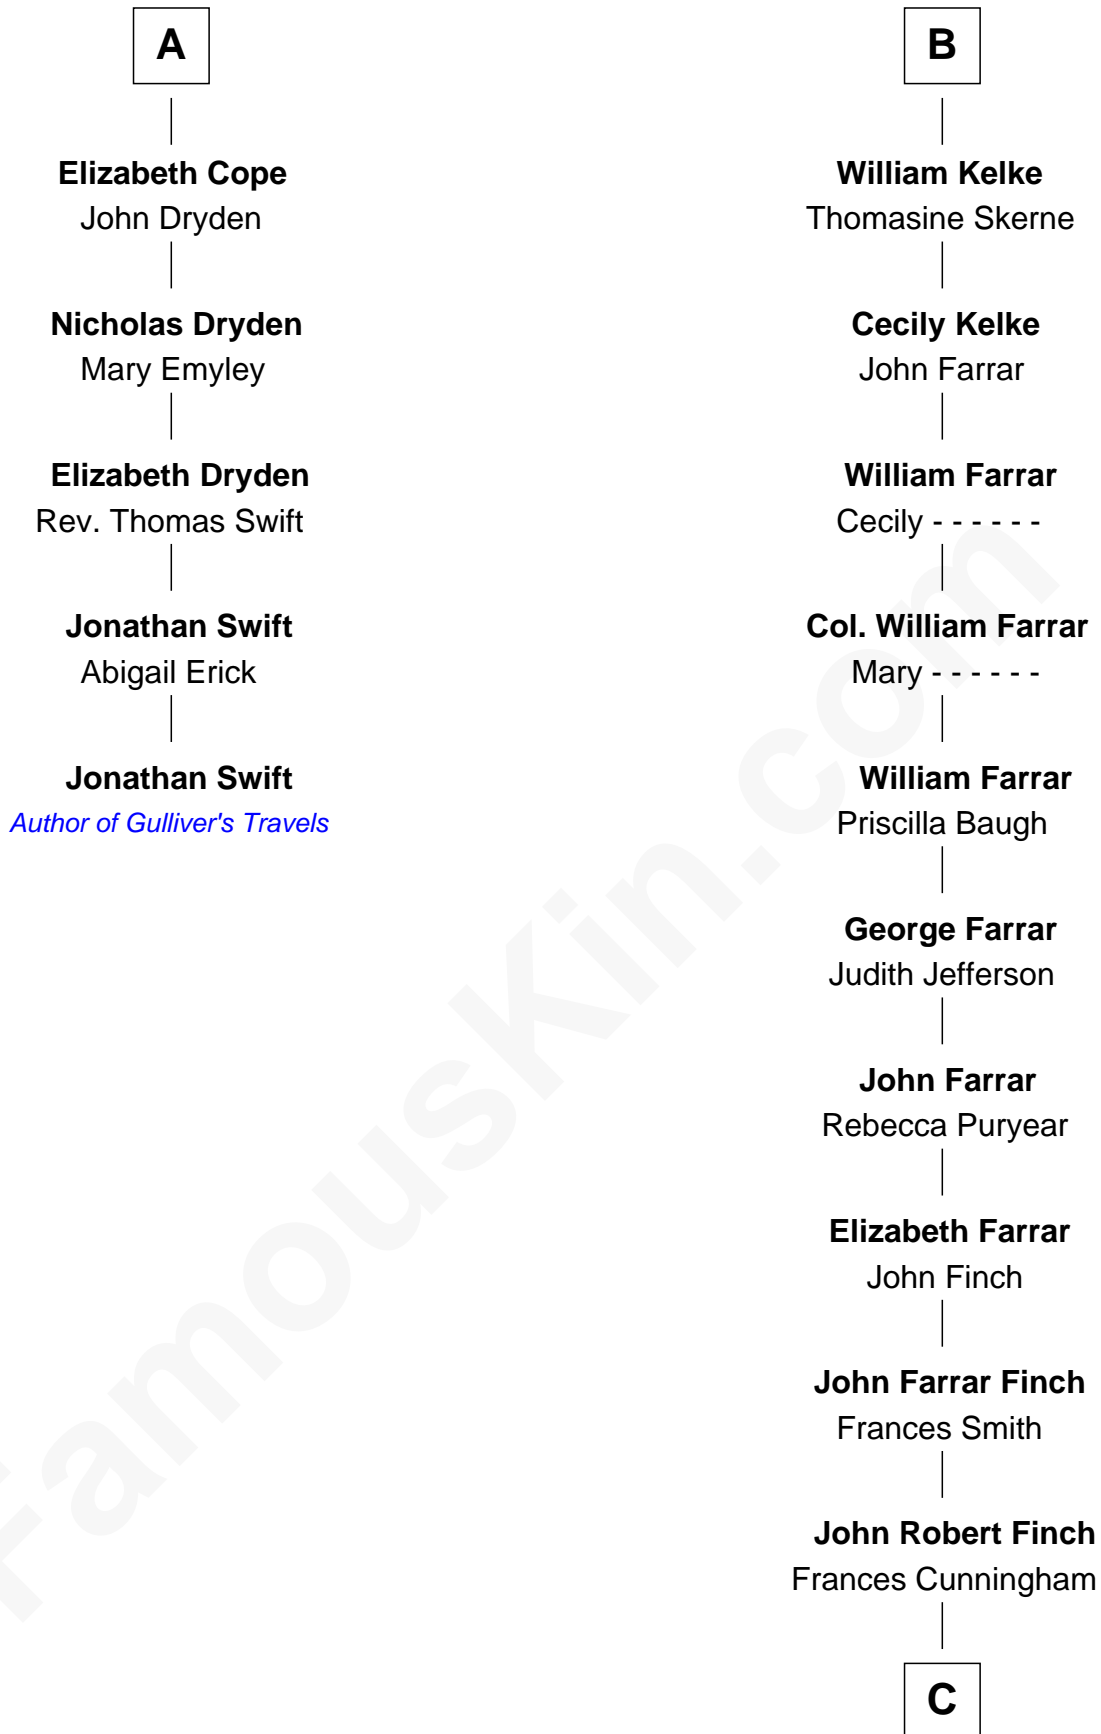 A
Elizabeth Cope
John Dryden
Nicholas Dryden
Mary Emyley
Elizabeth Dryden
Rev. Thomas Swift
Jonathan Swift
Abigail Erick
Jonathan Swift
Author of Gulliver's Travels
B
William Kelke
Thomasine Skerne
Cecily Kelke
John Farrar
William Farrar
Cecily - - - - - -
Col. William Farrar
Mary - - - - - -
William Farrar
Priscilla Baugh
George Farrar
Judith Jefferson
John Farrar
Rebecca Puryear
Elizabeth Farrar
John Finch
John Farrar Finch
Frances Smith
John Robert Finch
Frances Cunningham
C
FamousKin.com